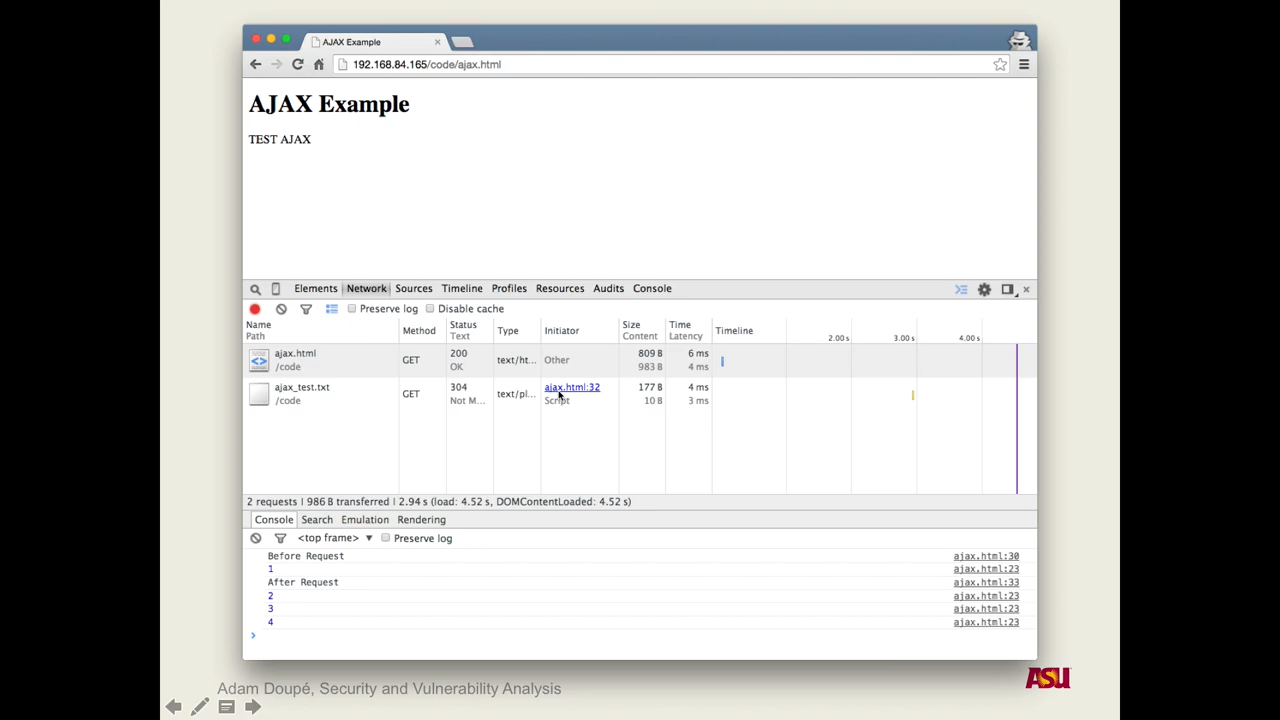 AJAX Example
192.168.84.165/code/ajax.html
AJAX Example
TEST AJAX
Elements Network Sources Timeline Profiles Resources Audits Console
Preserve log Disable cache
Name Path Method Status Text Type Initiator Size Content Time Latency Timeline 2.00 s 3.00 s 4.00 s
ajax.html GET 200 text/ht... Other 809 B 6 ms
/code OK 983 B 4 ms
ajax_test.txt GET 304 text/pl... ajax.html:32 177 B 4 ms
/code Not M... Script 10 B 3 ms
2 requests | 986 B transferred | 2.94 s (load: 4.52 s, DOMContentLoaded: 4.52 s)
Console Search Emulation Rendering
<top frame> ▼ Preserve log
Before Request ajax.html:30
1 ajax.html:23
After Request ajax.html:33
2 ajax.html:23
3 ajax.html:23
4 ajax.html:23
Adam Doupé, Security and Vulnerability Analysis
ASU